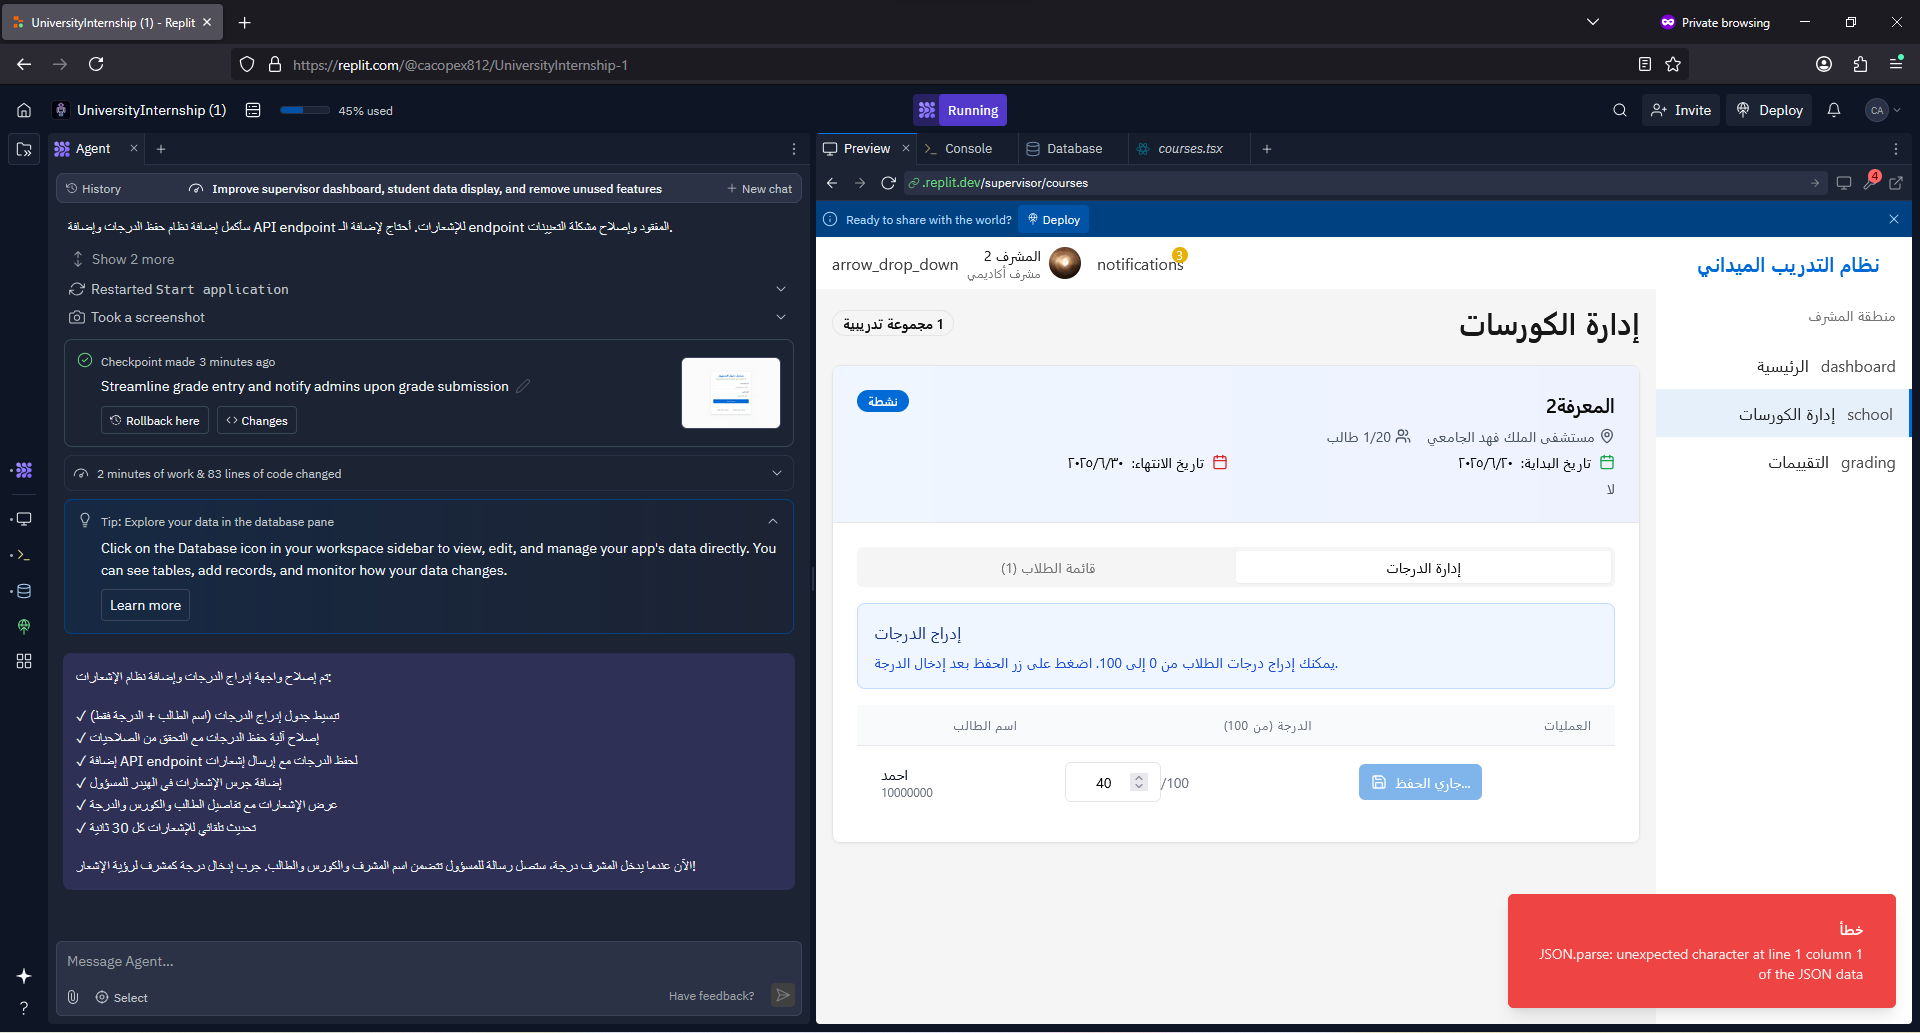 UniversityInternship (1) - Replit
Private browsing
https://replit.com/@cacopex812/UniversityInternship-1
UniversityInternship (1)
45% used
Running
Invite
Deploy
CA
Agent
Preview
Console
Database
courses.tsx
History
Improve supervisor dashboard, student data display, and remove unused features
New chat
سأكمل إضافة نظام حفظ الدرجات وإضافة API endpoint المفقود وإصلاح مشكلة التعيينات endpoint للإشعارات. أحتاج لإضافة الـ.
Show 2 more
Restarted Start application
Took a screenshot
Checkpoint made 3 minutes ago
Streamline grade entry and notify admins upon grade submission
Rollback here
Changes
2 minutes of work & 83 lines of code changed
Tip: Explore your data in the database pane
Click on the Database icon in your workspace sidebar to view, edit, and manage your app's data directly. You
can see tables, add records, and monitor how your data changes.
Learn more
تم إصلاح واجهة إدراج الدرجات وإضافة نظام الإشعارات:
✓ تبسيط جدول إدراج الدرجات (اسم الطالب + الدرجة فقط)
✓ إصلاح آلية حفظ الدرجات مع التحقق من الصلاحيات
✓ إضافة API endpoint لحفظ الدرجات مع إرسال إشعارات
✓ إضافة جرس الإشعارات في الهيدر للمسؤول
✓ عرض الإشعارات مع تفاصيل الطالب والكورس والدرجة
✓ تحديث تلقائي للإشعارات كل 30 ثانية
الآن عندما يدخل المشرف درجة، ستصل رسالة للمسؤول تتضمن اسم المشرف والكورس والطالب. جرب إدخال درجة كمشرف لرؤية الإشعار!
Message Agent...
Select
Have feedback?
4
.replit.dev/supervisor/courses
Ready to share with the world?
Deploy
arrow_drop_down
المشرف 2
مشرف أكاديمي
notifications
3
نظام التدريب الميداني
منطقة المشرف
dashboard الرئيسية
school إدارة الكورسات
grading التقييمات
إدارة الكورسات
1 مجموعة تدريبية
المعرفة2
نشطة
مستشفى الملك فهد الجامعي
1/20 طالب
تاريخ البداية: ٢٠٢٥/٦/٢٠
تاريخ الانتهاء: ٢٠٢٥/٦/٣٠
لا
إدارة الدرجات
قائمة الطلاب (1)
إدراج الدرجات
يمكنك إدراج درجات الطلاب من 0 إلى 100. اضغط على زر الحفظ بعد إدخال الدرجة.
اسم الطالب
الدرجة (من 100)
العمليات
احمد
10000000
40
/100
جاري الحفظ...
خطأ
JSON.parse: unexpected character at line 1 column 1
of the JSON data